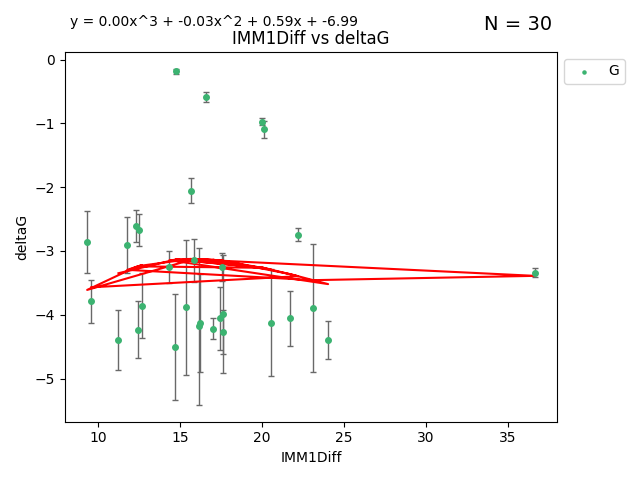 y = 0.00x^3 + -0.03x^2 + 0.59x + -6.99
N = 30
IMM1Diff vs deltaG
G
0
−1
−2
−3
−4
−5
deltaG
10 15 20 25 30 35
IMM1Diff